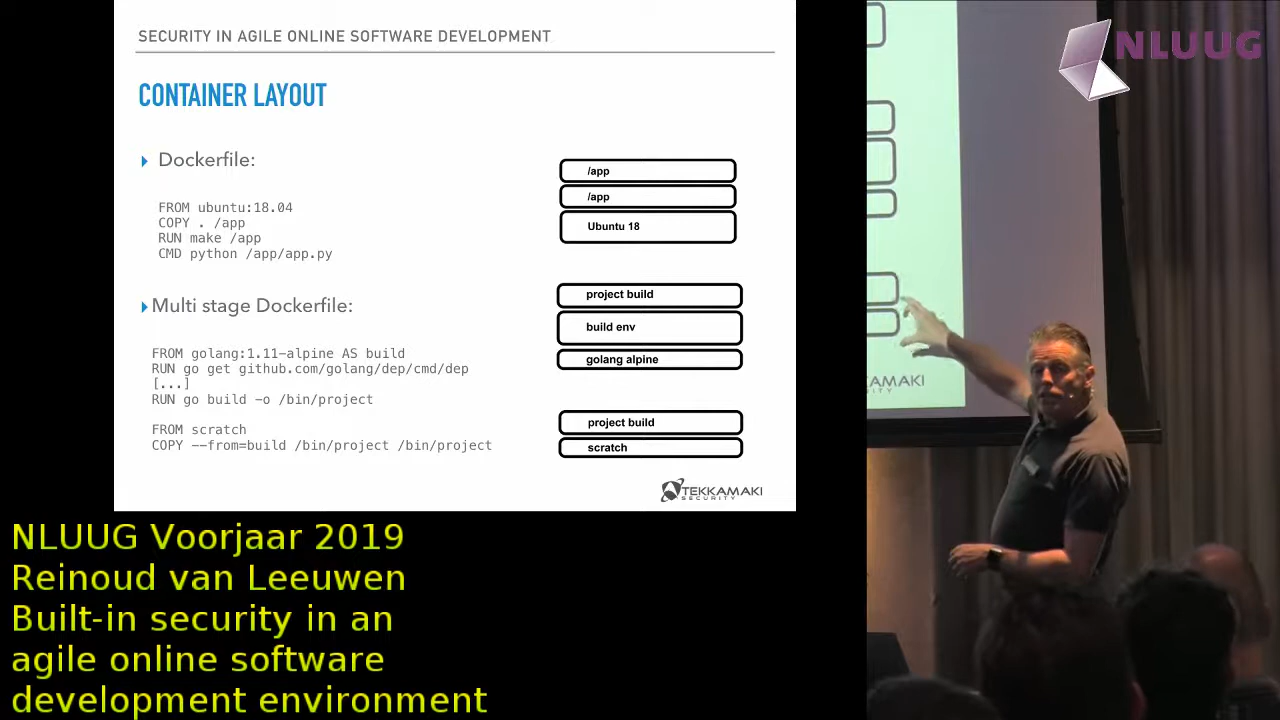 SECURITY IN AGILE ONLINE SOFTWARE DEVELOPMENT
CONTAINER LAYOUT
Dockerfile:
FROM ubuntu:18.04
COPY . /app
RUN make /app
CMD python /app/app.py
/app
/app
Ubuntu 18
Multi stage Dockerfile:
FROM golang:1.11-alpine AS build
RUN go get github.com/golang/dep/cmd/dep
[...]
RUN go build -o /bin/project
FROM scratch
COPY --from=build /bin/project /bin/project
project build
build env
golang alpine
project build
scratch
TEKKAMAKI
SECURITY
NLUUG
AMAKI
ITY
NLUUG Voorjaar 2019
Reinoud van Leeuwen
Built-in security in an
agile online software
development environment